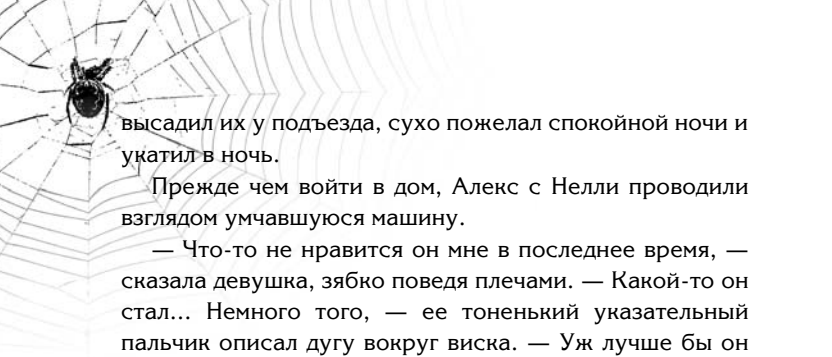 высадил их у подъезда, сухо пожелал спокойной ночи и
укатил в ночь.
Прежде чем войти в дом, Алекс с Нелли проводили
взглядом умчавшуюся машину.
— Что-то не нравится он мне в последнее время, —
сказала девушка, зябко поведя плечами. — Какой-то он
стал... Немного того, — ее тоненький указательный
пальчик описал дугу вокруг виска. — Уж лучше бы он